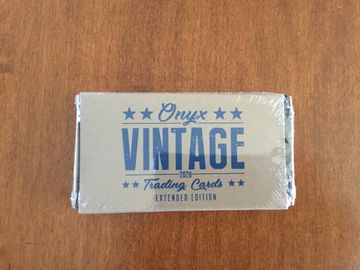 Onyx
VINTAGE
2020
Trading Cards
EXTENDED EDITION